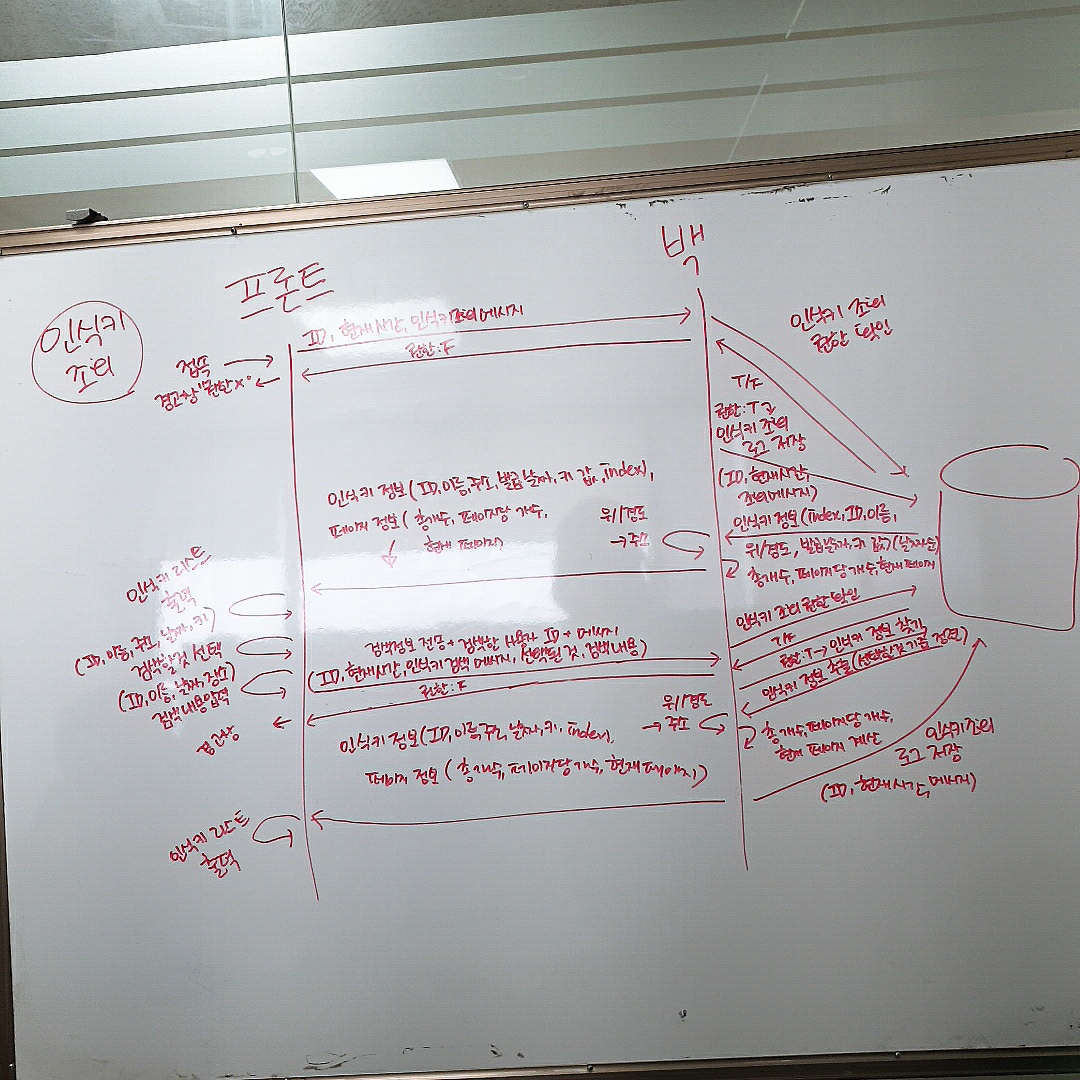 인식키
조회
프론트
백
접속
경고창 "권한X"
ID, 현재시간, 인식키 조회 메시지
권한:F
인식키 조회
권한 확인
T/F
권한:T고
인식키 조회
로그 저장
(ID, 현재시간,
조회메시지)
인식키 정보(index, ID, 이름,
위/경도, 발급날짜, 키 값)(날짜순)
총개수, 페이지당 개수, 현재 페이지
위/경도
→주소
인식키 정보(ID, 이름, 주소, 발급날짜, 키 값, index),
페이지 정보(총개수, 페이지당 개수,
현재 페이지)
인식키 리스트
출력
(ID, 이름, 주소, 날짜, 키)
검색할것 선택
(ID, 이름, 날짜, 장소)
검색내용입력
검색정보 전송+검색한 사용자 ID+메시지
(ID, 현재시간, 인식키검색 메시지, 선택된 것, 검색내용)
권한:F
경고창
인식키 조회 권한 확인
T/F
권한:T→인식키 정보 찾기
인식키 정보 추출(선택한것 기준 정렬)
위/경도
→주소
총개수, 페이지당 개수,
현재 페이지 계산
인식키조회
로그 저장
(ID, 현재시간, 메시지)
인식키 정보(ID, 이름, 주소, 날짜, 키, index,
페이지 정보(총개수, 페이지당개수, 현재페이지)
인식키 리스트
출력